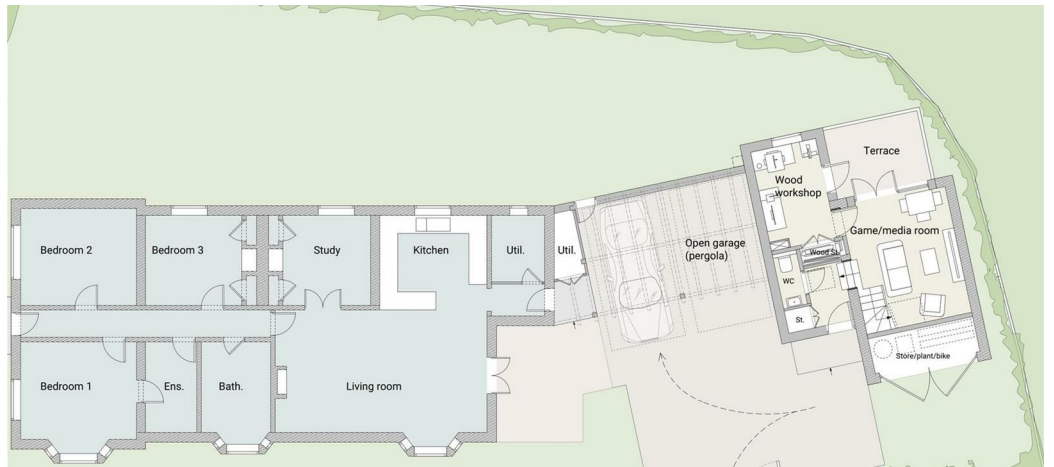 Terrace
Wood
workshop
Game/media room
Open garage
(pergola)
Bedroom 2
Bedroom 3
Study
Kitchen
Util.
Util.
Wood St.
WC
St.
Store/plant/bike
Bedroom 1
Ens.
Bath.
Living room